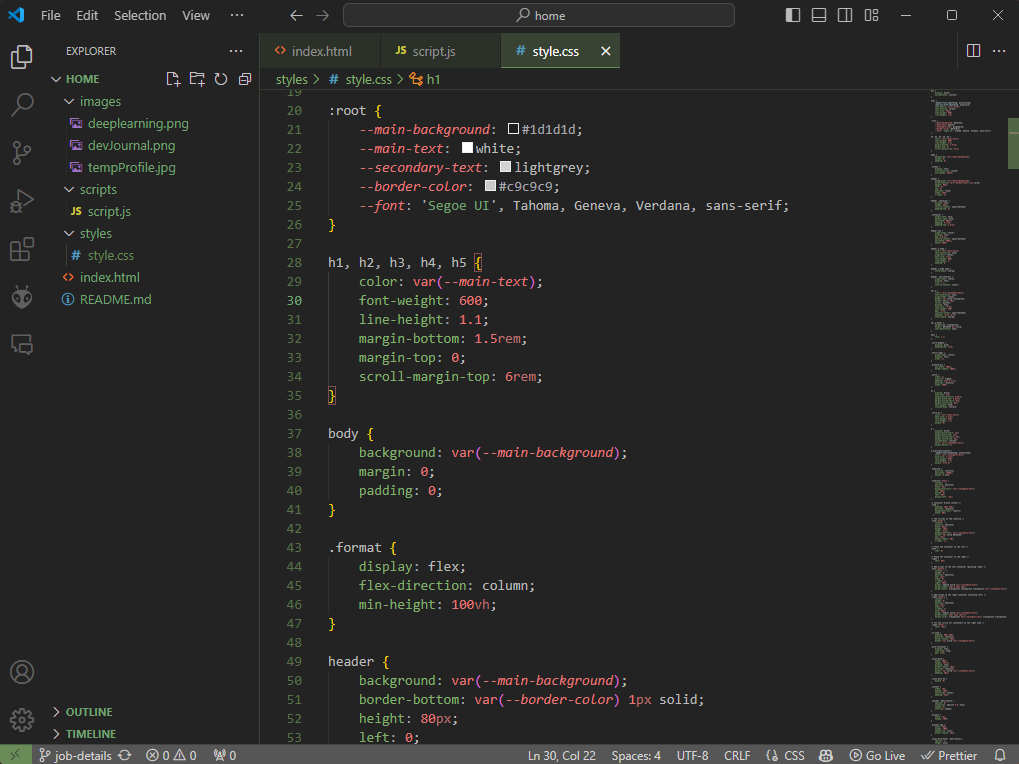 File Edit Selection View ··· home
EXPLORER ···
index.html
JS script.js
# style.css
HOME
styles > # style.css > h1
images
deeplearning.png
devJournal.png
tempProfile.jpg
scripts
JS script.js
styles
# style.css
index.html
README.md
OUTLINE
TIMELINE
19
20 :root {
21 --main-background: #1d1d1d;
22 --main-text: white;
23 --secondary-text: lightgrey;
24 --border-color: #c9c9c9;
25 --font: 'Segoe UI', Tahoma, Geneva, Verdana, sans-serif;
26 }
27
28 h1, h2, h3, h4, h5 {
29 color: var(--main-text);
30 font-weight: 600;
31 line-height: 1.1;
32 margin-bottom: 1.5rem;
33 margin-top: 0;
34 scroll-margin-top: 6rem;
35 }
36
37 body {
38 background: var(--main-background);
39 margin: 0;
40 padding: 0;
41 }
42
43 .format {
44 display: flex;
45 flex-direction: column;
46 min-height: 100vh;
47 }
48
49 header {
50 background: var(--main-background);
51 border-bottom: var(--border-color) 1px solid;
52 height: 80px;
53 left: 0;
job-details 0 0 0 Ln 30, Col 22 Spaces: 4 UTF-8 CRLF {} CSS Go Live Prettier